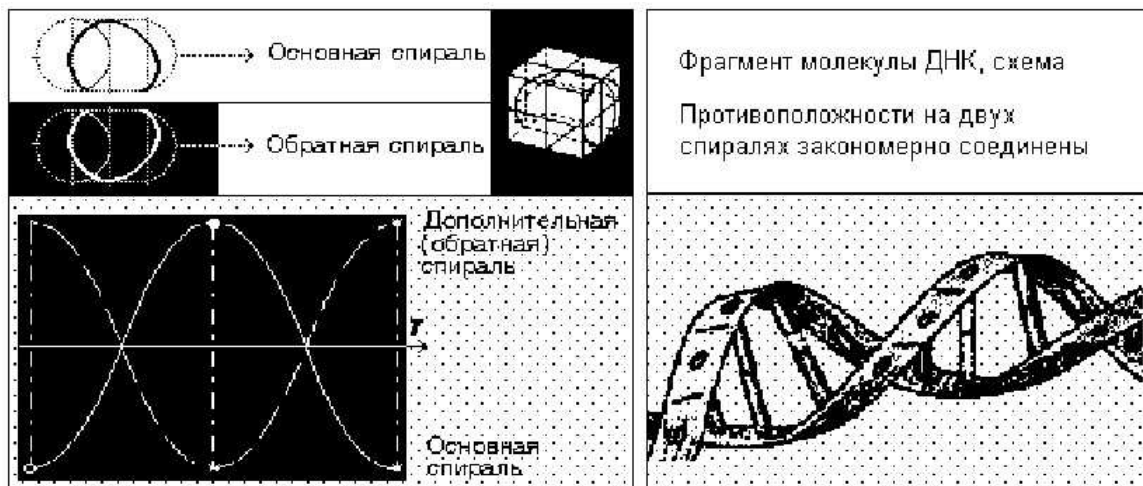 Основная спираль
Обратная спираль
Дополнительная
(обратная)
спираль
T
Основная
спираль
Фрагмент молекулы ДНК, схема
Противоположности на двух
спиралях закономерно соединены